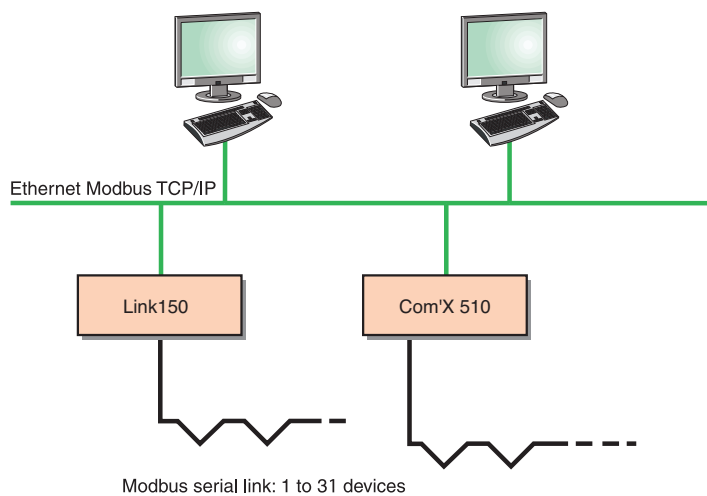 Ethernet Modbus TCP/IP
Link150
Com'X 510
Modbus serial link: 1 to 31 devices